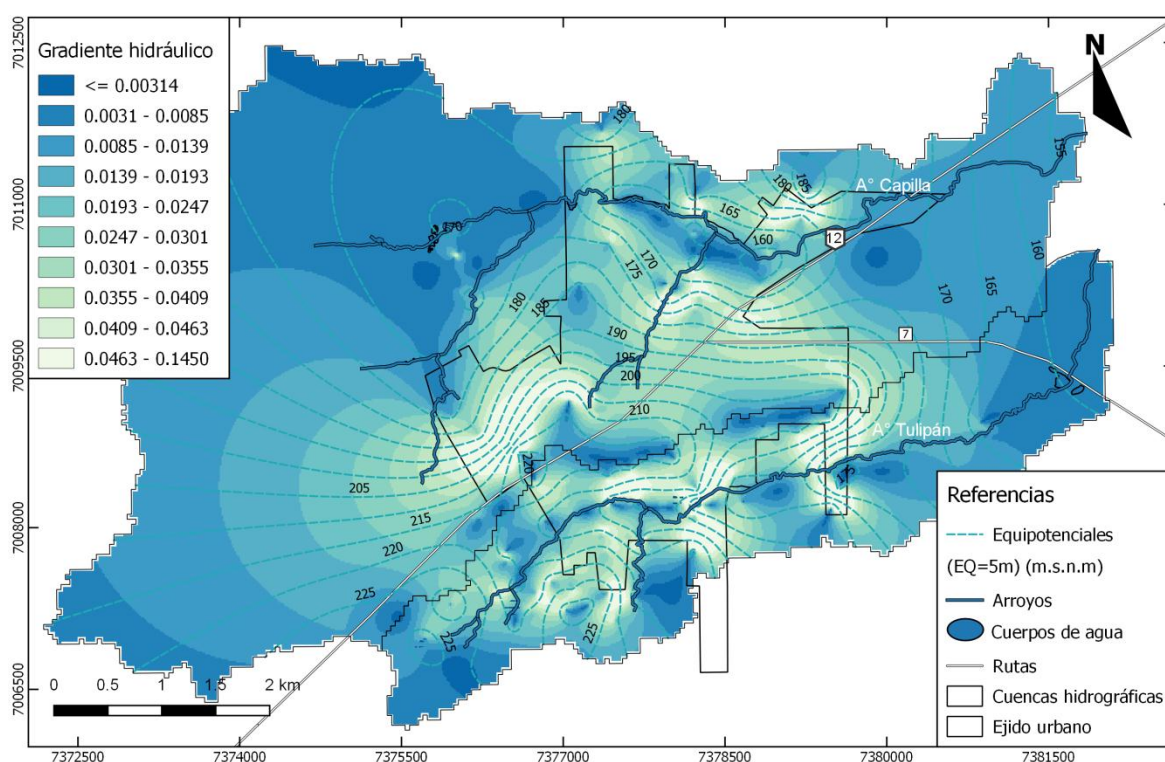 7012500
7011000
7009500
7008000
7006500
Gradiente hidráulico
<= 0.00314
0.0031 - 0.0085
0.0085 - 0.0139
0.0139 - 0.0193
0.0193 - 0.0247
0.0247 - 0.0301
0.0301 - 0.0355
0.0355 - 0.0409
0.0409 - 0.0463
0.0463 - 0.1450
N
180
155
180
185
A° Capilla
170
165
160
12
170
175
160
165
170
180
185
190
7
195
200
210
A° Tulipán
220
175
205
215
220
225
225
225
Referencias
Equipotenciales
(EQ=5m) (m.s.n.m)
Arroyos
Cuerpos de agua
Rutas
Cuencas hidrográficas
Ejido urbano
0 0.5 1 1.5 2 km
7372500 7374000 7375500 7377000 7378500 7380000 7381500